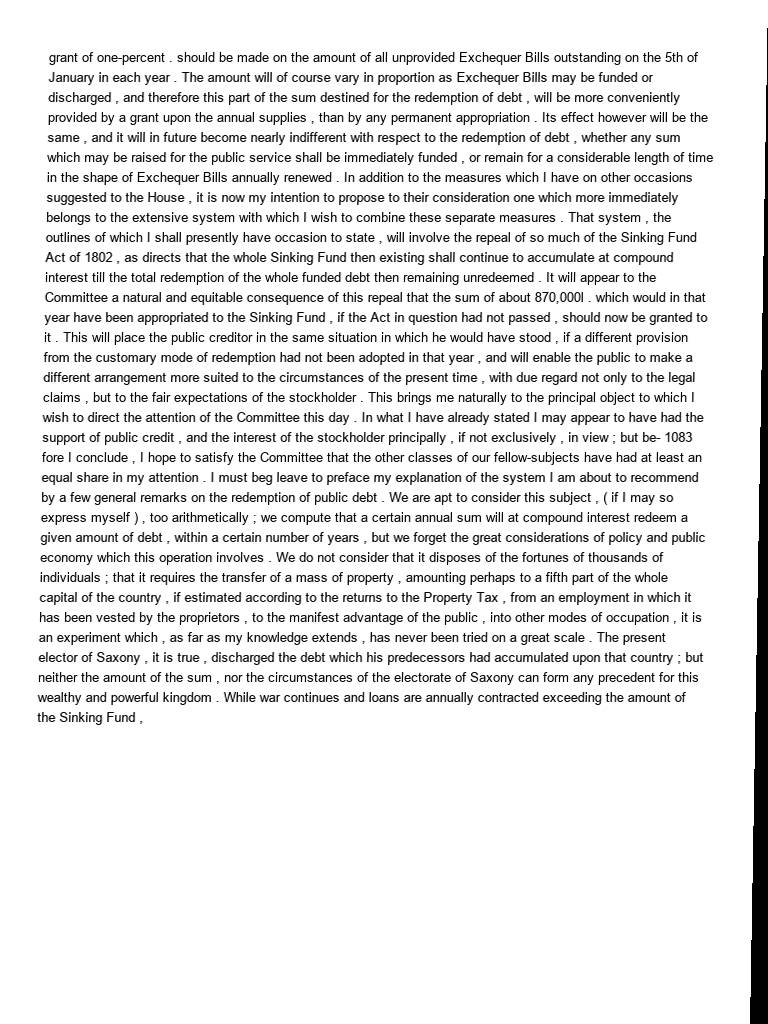 grant of one-percent . should be made on the amount of all unprovided Exchequer Bills outstanding on the 5th of
January in each year . The amount will of course vary in proportion as Exchequer Bills may be funded or
discharged , and therefore this part of the sum destined for the redemption of debt , will be more conveniently
provided by a grant upon the annual supplies , than by any permanent appropriation . Its effect however will be the
same , and it will in future become nearly indifferent with respect to the redemption of debt , whether any sum
which may be raised for the public service shall be immediately funded , or remain for a considerable length of time
in the shape of Exchequer Bills annually renewed . In addition to the measures which I have on other occasions
suggested to the House , it is now my intention to propose to their consideration one which more immediately
belongs to the extensive system with which I wish to combine these separate measures . That system , the
outlines of which I shall presently have occasion to state , will involve the repeal of so much of the Sinking Fund
Act of 1802 , as directs that the whole Sinking Fund then existing shall continue to accumulate at compound
interest till the total redemption of the whole funded debt then remaining unredeemed . It will appear to the
Committee a natural and equitable consequence of this repeal that the sum of about 870,000l . which would in that
year have been appropriated to the Sinking Fund , if the Act in question had not passed , should now be granted to
it . This will place the public creditor in the same situation in which he would have stood , if a different provision
from the customary mode of redemption had not been adopted in that year , and will enable the public to make a
different arrangement more suited to the circumstances of the present time , with due regard not only to the legal
claims , but to the fair expectations of the stockholder . This brings me naturally to the principal object to which I
wish to direct the attention of the Committee this day . In what I have already stated I may appear to have had the
support of public credit , and the interest of the stockholder principally , if not exclusively , in view ; but be- 1083
fore I conclude , I hope to satisfy the Committee that the other classes of our fellow-subjects have had at least an
equal share in my attention . I must beg leave to preface my explanation of the system I am about to recommend
by a few general remarks on the redemption of public debt . We are apt to consider this subject , ( if I may so
express myself ) , too arithmetically ; we compute that a certain annual sum will at compound interest redeem a
given amount of debt , within a certain number of years , but we forget the great considerations of policy and public
economy which this operation involves . We do not consider that it disposes of the fortunes of thousands of
individuals ; that it requires the transfer of a mass of property , amounting perhaps to a fifth part of the whole
capital of the country , if estimated according to the returns to the Property Tax , from an employment in which it
has been vested by the proprietors , to the manifest advantage of the public , into other modes of occupation , it is
an experiment which , as far as my knowledge extends , has never been tried on a great scale . The present
elector of Saxony , it is true , discharged the debt which his predecessors had accumulated upon that country ; but
neither the amount of the sum , nor the circumstances of the electorate of Saxony can form any precedent for this
wealthy and powerful kingdom . While war continues and loans are annually contracted exceeding the amount of
the Sinking Fund ,